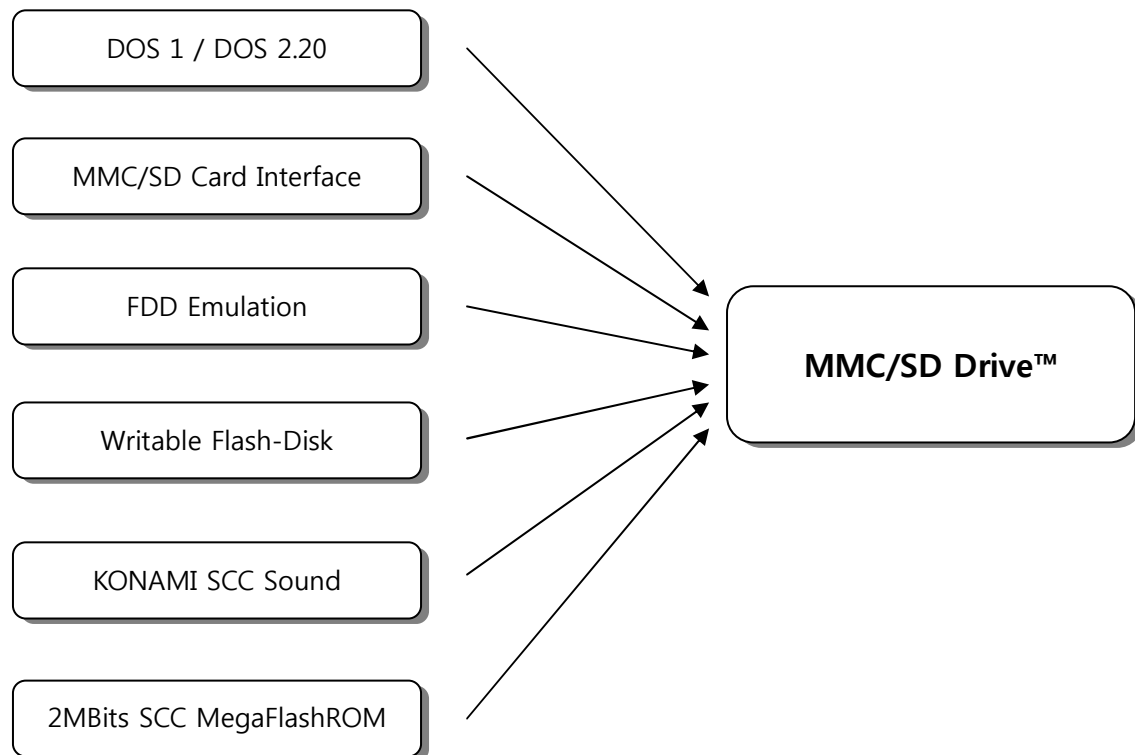 DOS 1 / DOS 2.20
MMC/SD Card Interface
FDD Emulation
MMC/SD Drive™
Writable Flash-Disk
KONAMI SCC Sound
2MBits SCC MegaFlashROM